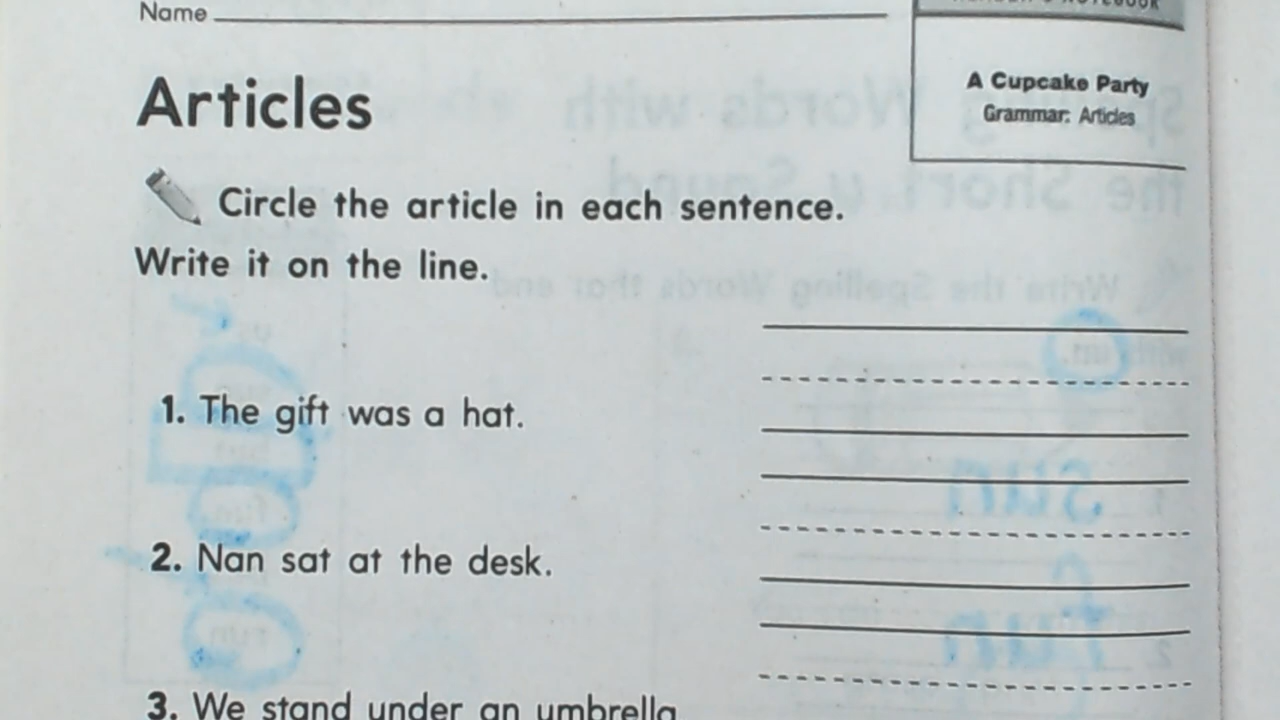 Name
A Cupcake Party
Grammar: Articles
Articles
Circle the article in each sentence.
Write it on the line.
1. The gift was a hat.
2. Nan sat at the desk.
3. We stand under an umbrella